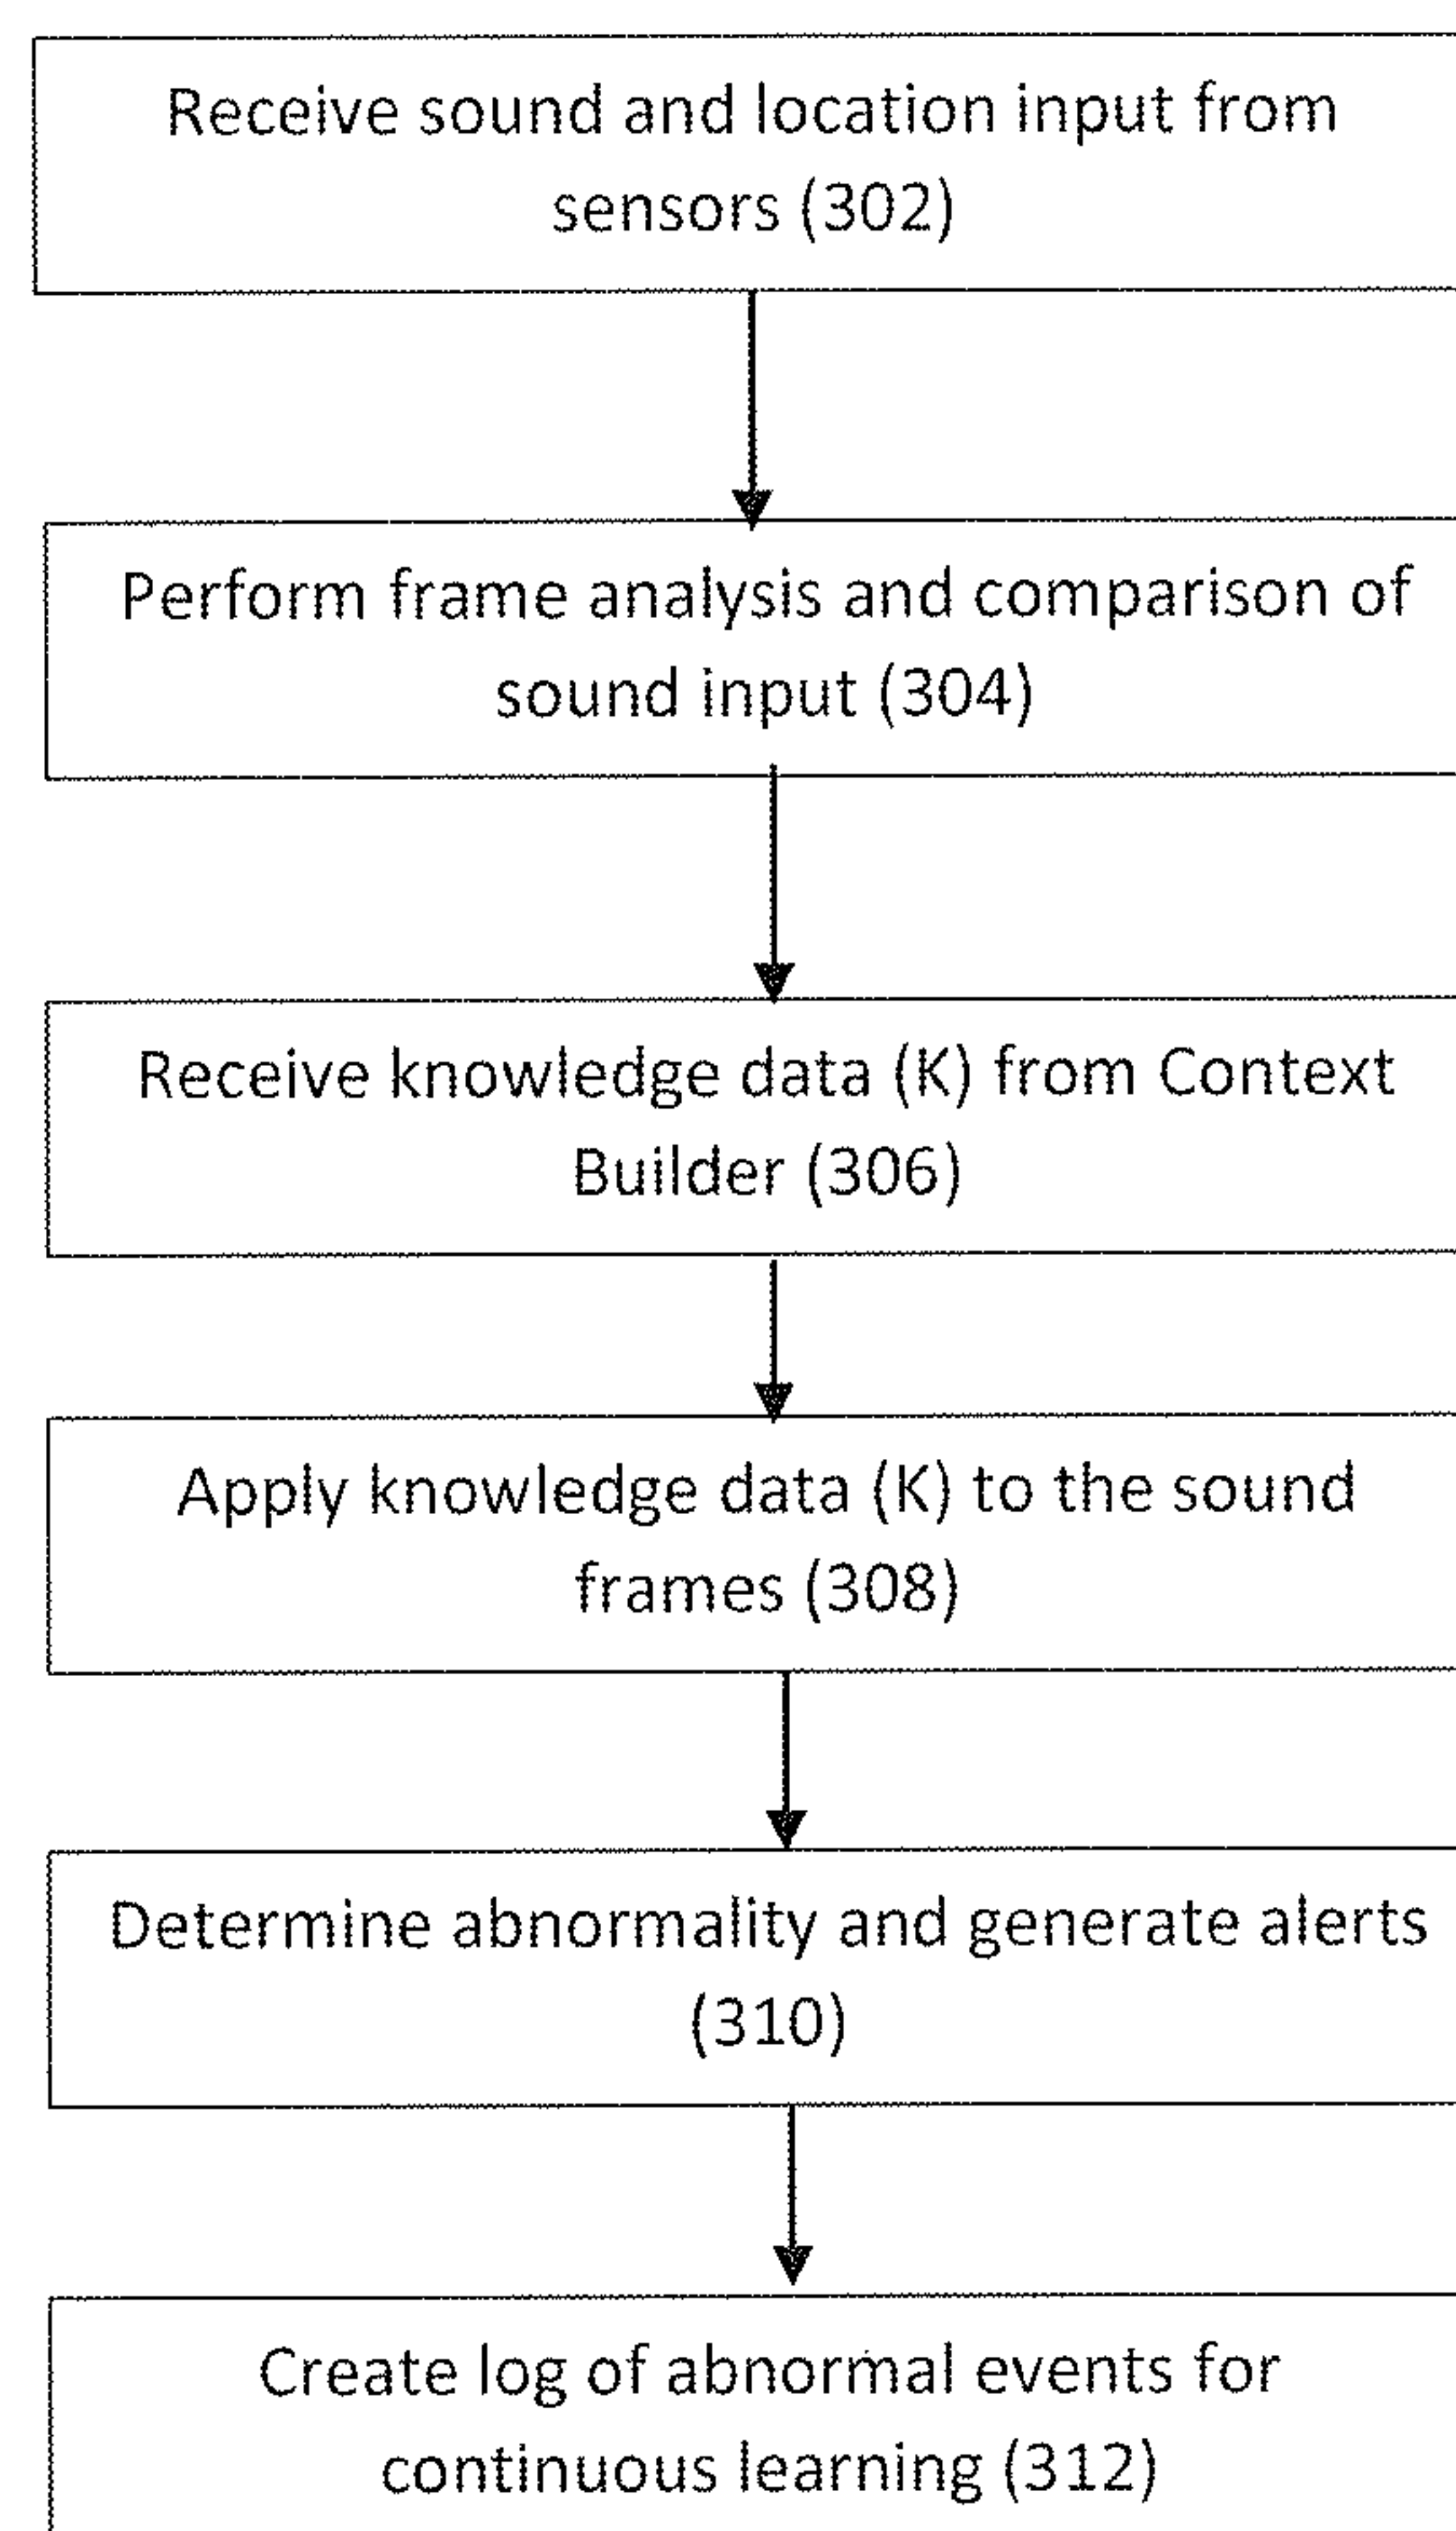 Receive sound and location input from
sensors (302)
Perform frame analysis and comparison of
sound input (304)
Receive knowledge data (K) from Context
Builder (306)
Apply knowledge data (K) to the sound
frames (308)
Determine abnormality and generate alerts
(310)
Create log of abnormal events for
continuous learning (312)